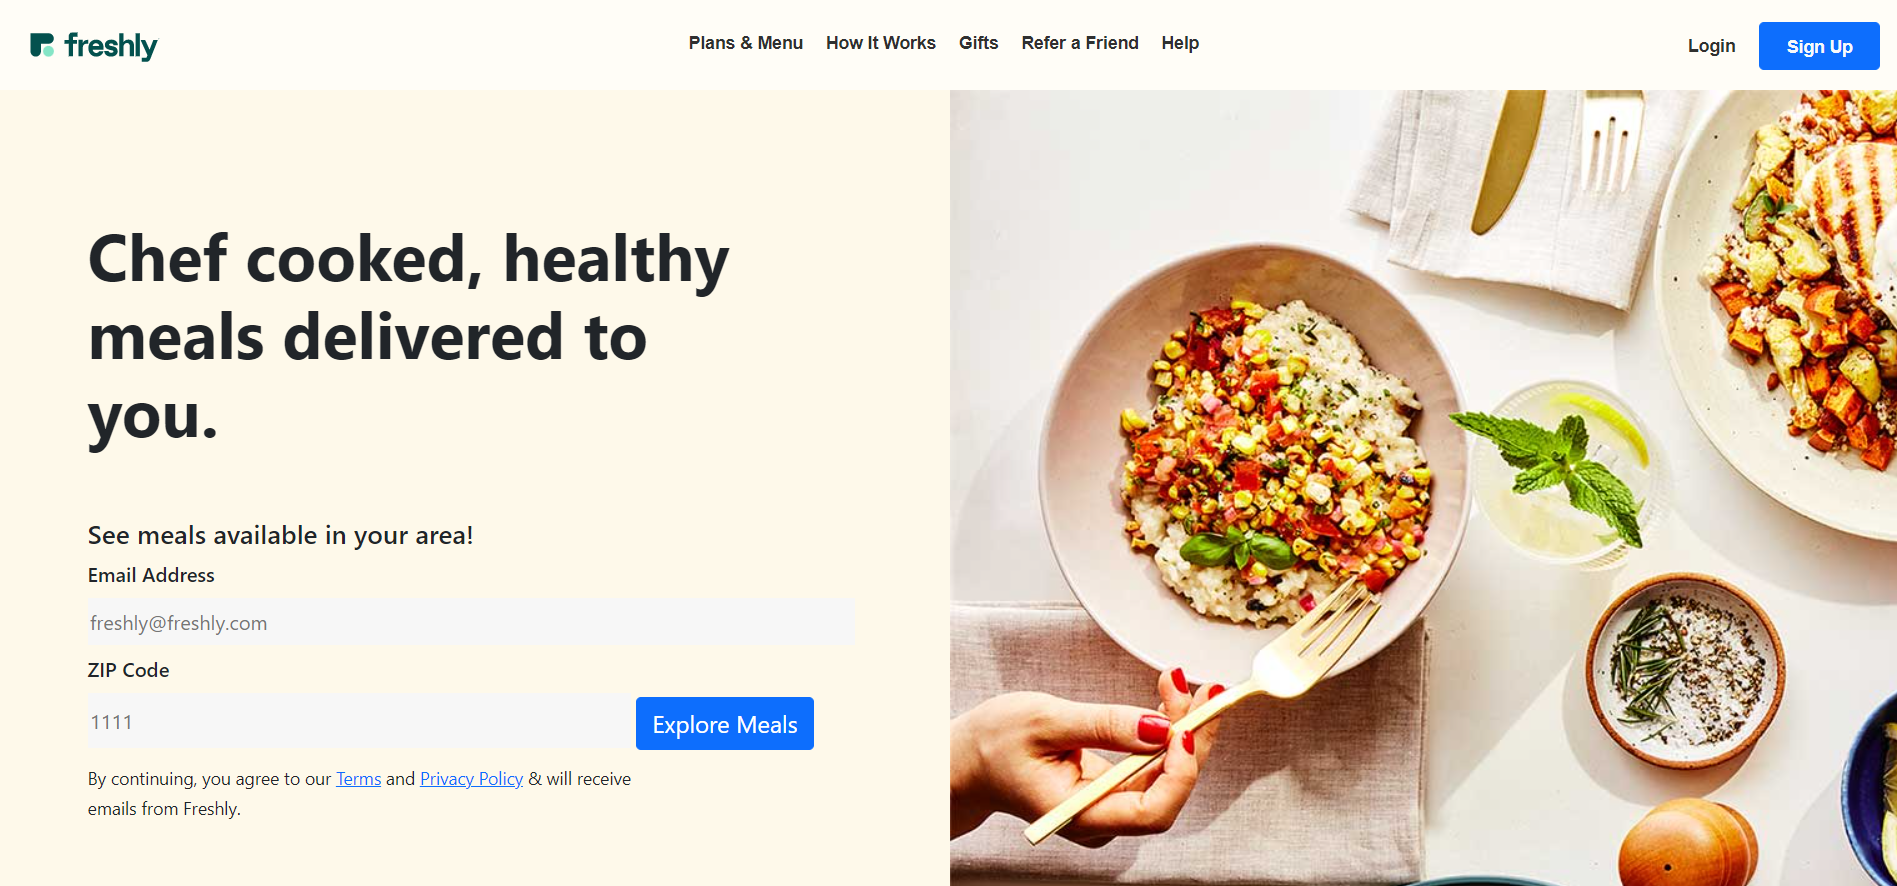 freshly
Plans & Menu
How It Works
Gifts
Refer a Friend
Help
Login
Sign Up
Chef cooked, healthy
meals delivered to
you.
See meals available in your area!
Email Address
freshly@freshly.com
ZIP Code
1111
Explore Meals
By continuing, you agree to our Terms and Privacy Policy & will receive
emails from Freshly.